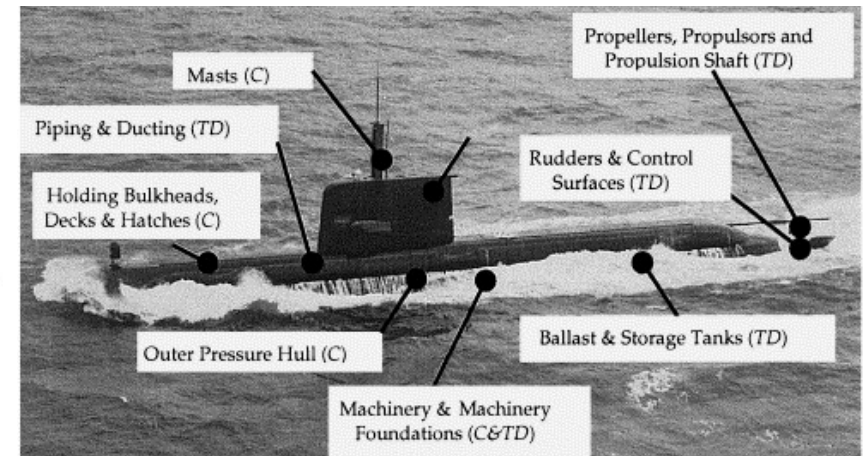 Propellers, Propulsors and
Propulsion Shaft (TD)
Masts (C)
Piping & Ducting (TD)
Rudders & Control
Surfaces (TD)
Holding Bulkheads,
Decks & Hatches (C)
Outer Pressure Hull (C)
Ballast & Storage Tanks (TD)
Machinery & Machinery
Foundations (C&TD)